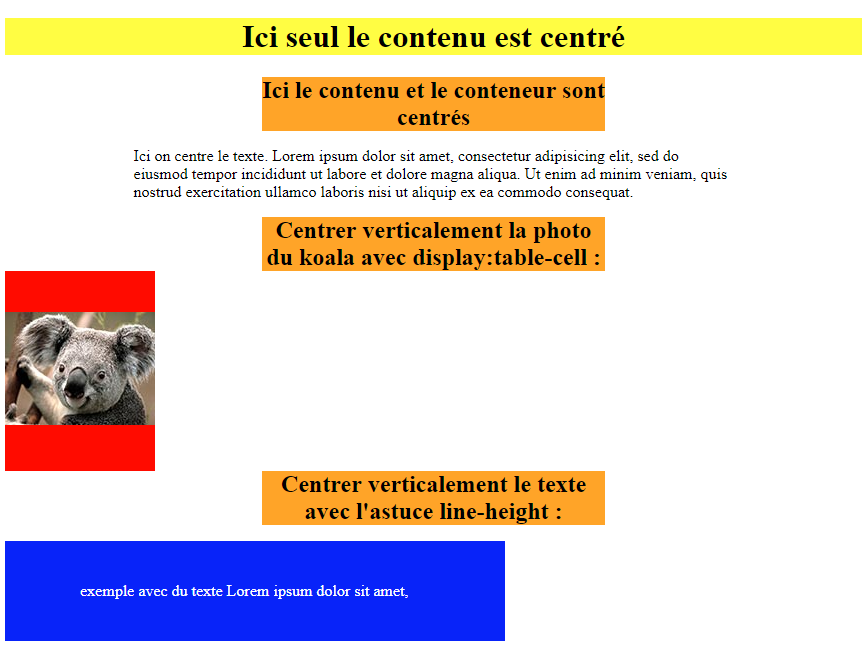 Ici seul le contenu est centré
Ici le contenu et le conteneur sont
centrés
Ici on centre le texte. Lorem ipsum dolor sit amet, consectetur adipisicing elit, sed do
eiusmod tempor incididunt ut labore et dolore magna aliqua. Ut enim ad minim veniam, quis
nostrud exercitation ullamco laboris nisi ut aliquip ex ea commodo consequat.
Centrer verticalement la photo
du koala avec display:table-cell :
Centrer verticalement le texte
avec l'astuce line-height :
exemple avec du texte Lorem ipsum dolor sit amet,